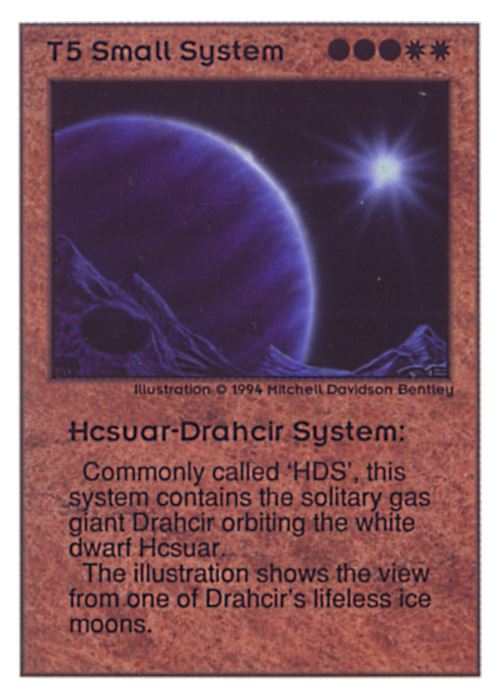 T5 Small System
Illustration © 1994 Mitchell Davidson Bentley
Hcsuar-Drahcir System:
Commonly called 'HDS', this
system contains the solitary gas
giant Drahcir orbiting the white
dwarf Hcsuar.
The illustration shows the view
from one of Drahcir's lifeless ice
moons.